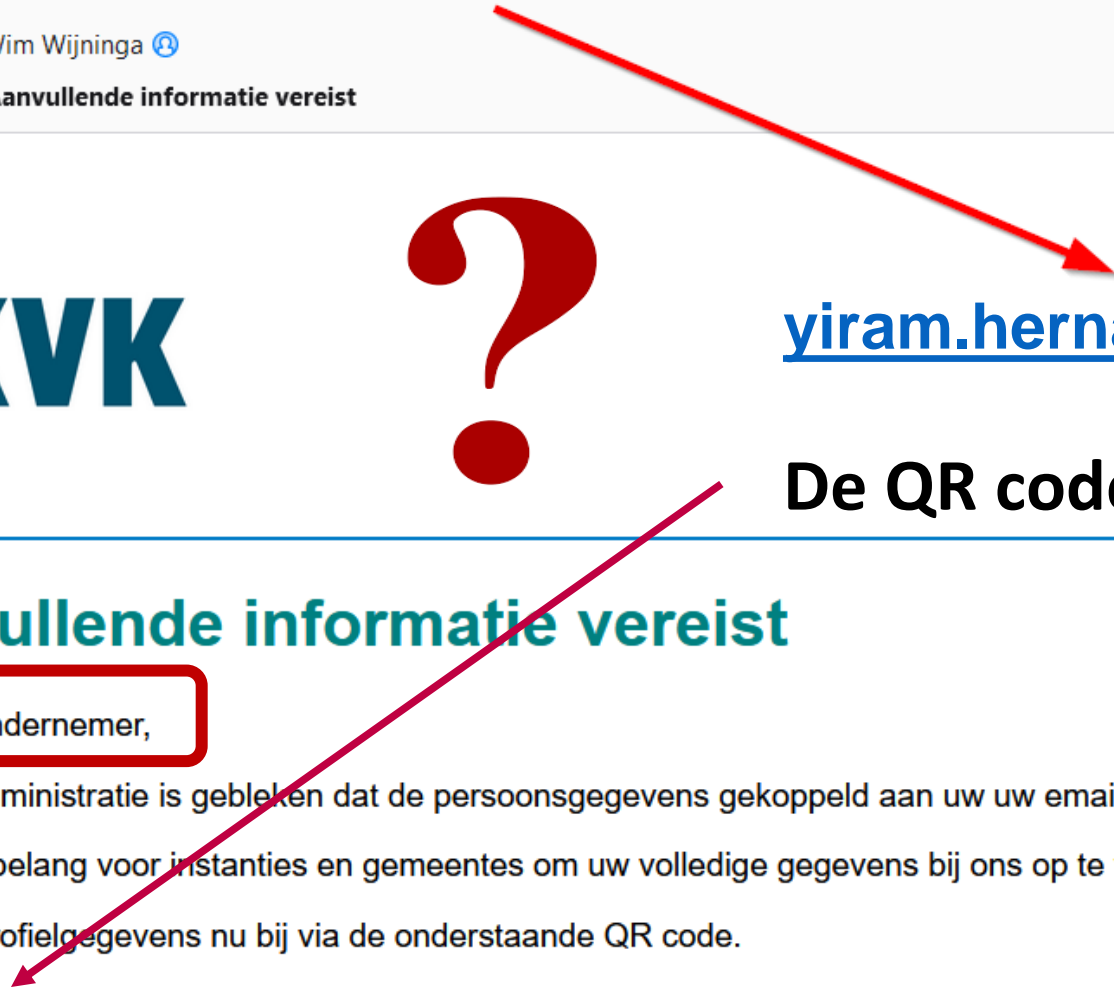 Wim Wijninga
Aanvullende informatie vereist
KVK
?
yiram.herna
De QR code
ullende informatie vereist
ndernemer,
ministratie is gebleken dat de persoonsgegevens gekoppeld aan uw uw emai
belang voor instanties en gemeentes om uw volledige gegevens bij ons op te
rofielgegevens nu bij via de onderstaande QR code.